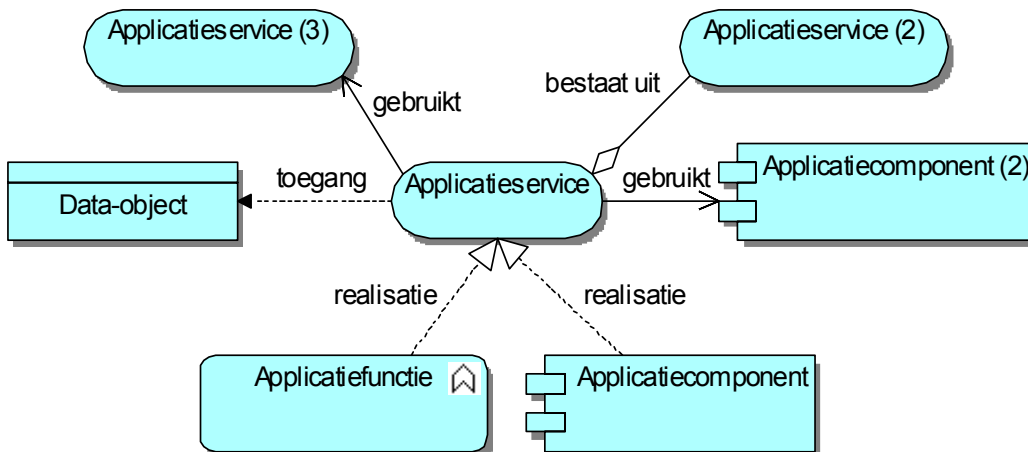 Applicatieservice (3)
Applicatieservice (2)
bestaat uit
gebruikt
Applicatiecomponent (2)
toegang
Applicatieservice
gebruikt
Data-object
realisatie
realisatie
Applicatiefunctie
Applicatiecomponent